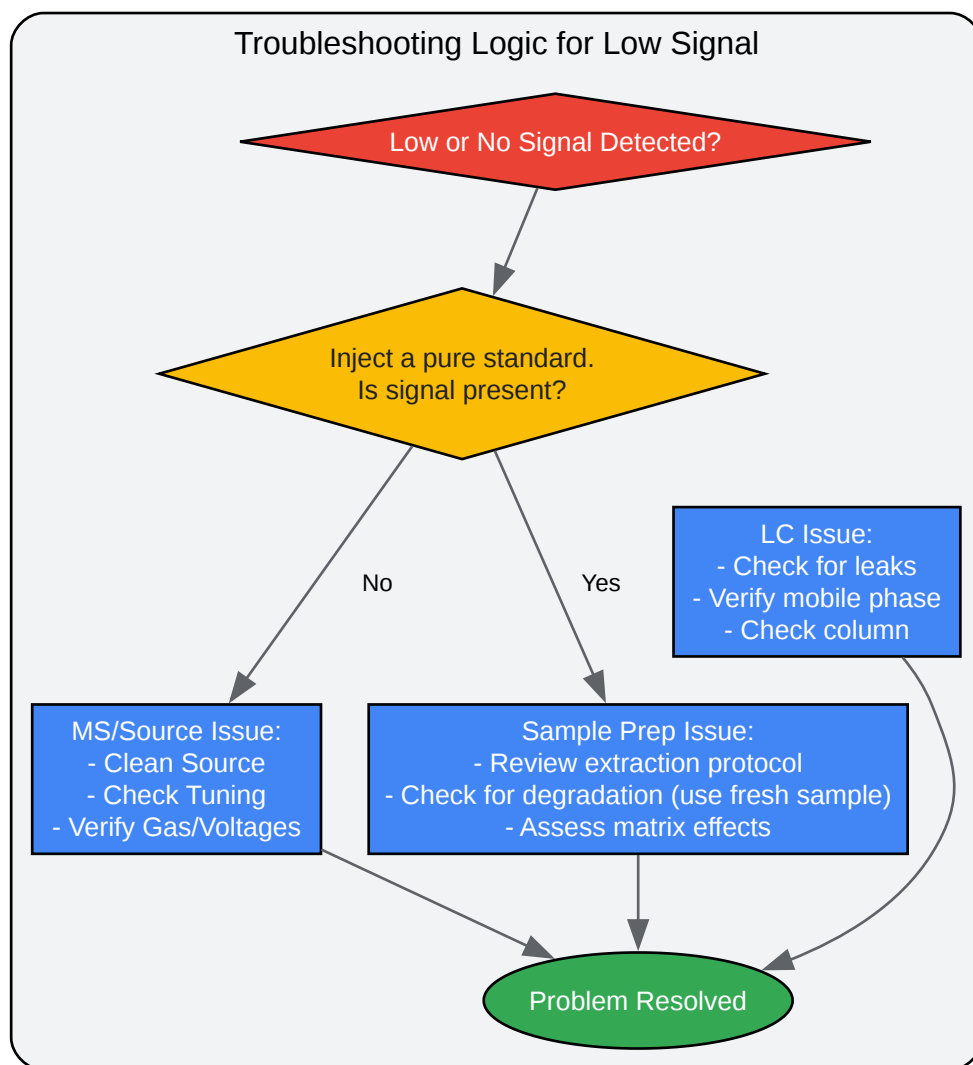 Troubleshooting Logic for Low Signal
Low or No Signal Detected?
Inject a pure standard.
Is signal present?
No
Yes
LC Issue:
- Check for leaks
- Verify mobile phase
- Check column
MS/Source Issue:
- Clean Source
- Check Tuning
- Verify Gas/Voltages
Sample Prep Issue:
- Review extraction protocol
- Check for degradation (use fresh sample)
- Assess matrix effects
Problem Resolved